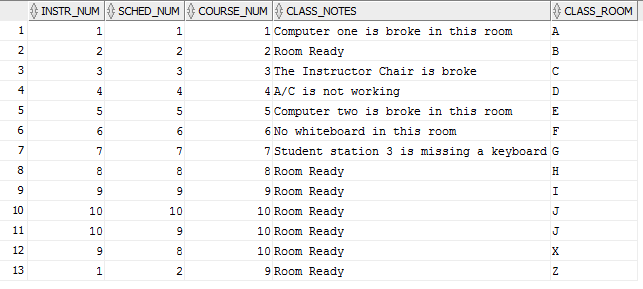 INSTR_NUM SCHED_NUM COURSE_NUM CLASS_NOTES CLASS_ROOM
1 1 1 1 Computer one is broke in this room A
2 2 2 2 Room Ready B
3 3 3 3 The Instructor Chair is broke C
4 4 4 4 A/C is not working D
5 5 5 5 Computer two is broke in this room E
6 6 6 6 No whiteboard in this room F
7 7 7 7 Student station 3 is missing a keyboard G
8 8 8 8 Room Ready H
9 9 9 9 Room Ready I
10 10 10 10 Room Ready J
11 10 9 10 Room Ready J
12 9 8 10 Room Ready X
13 1 2 9 Room Ready Z